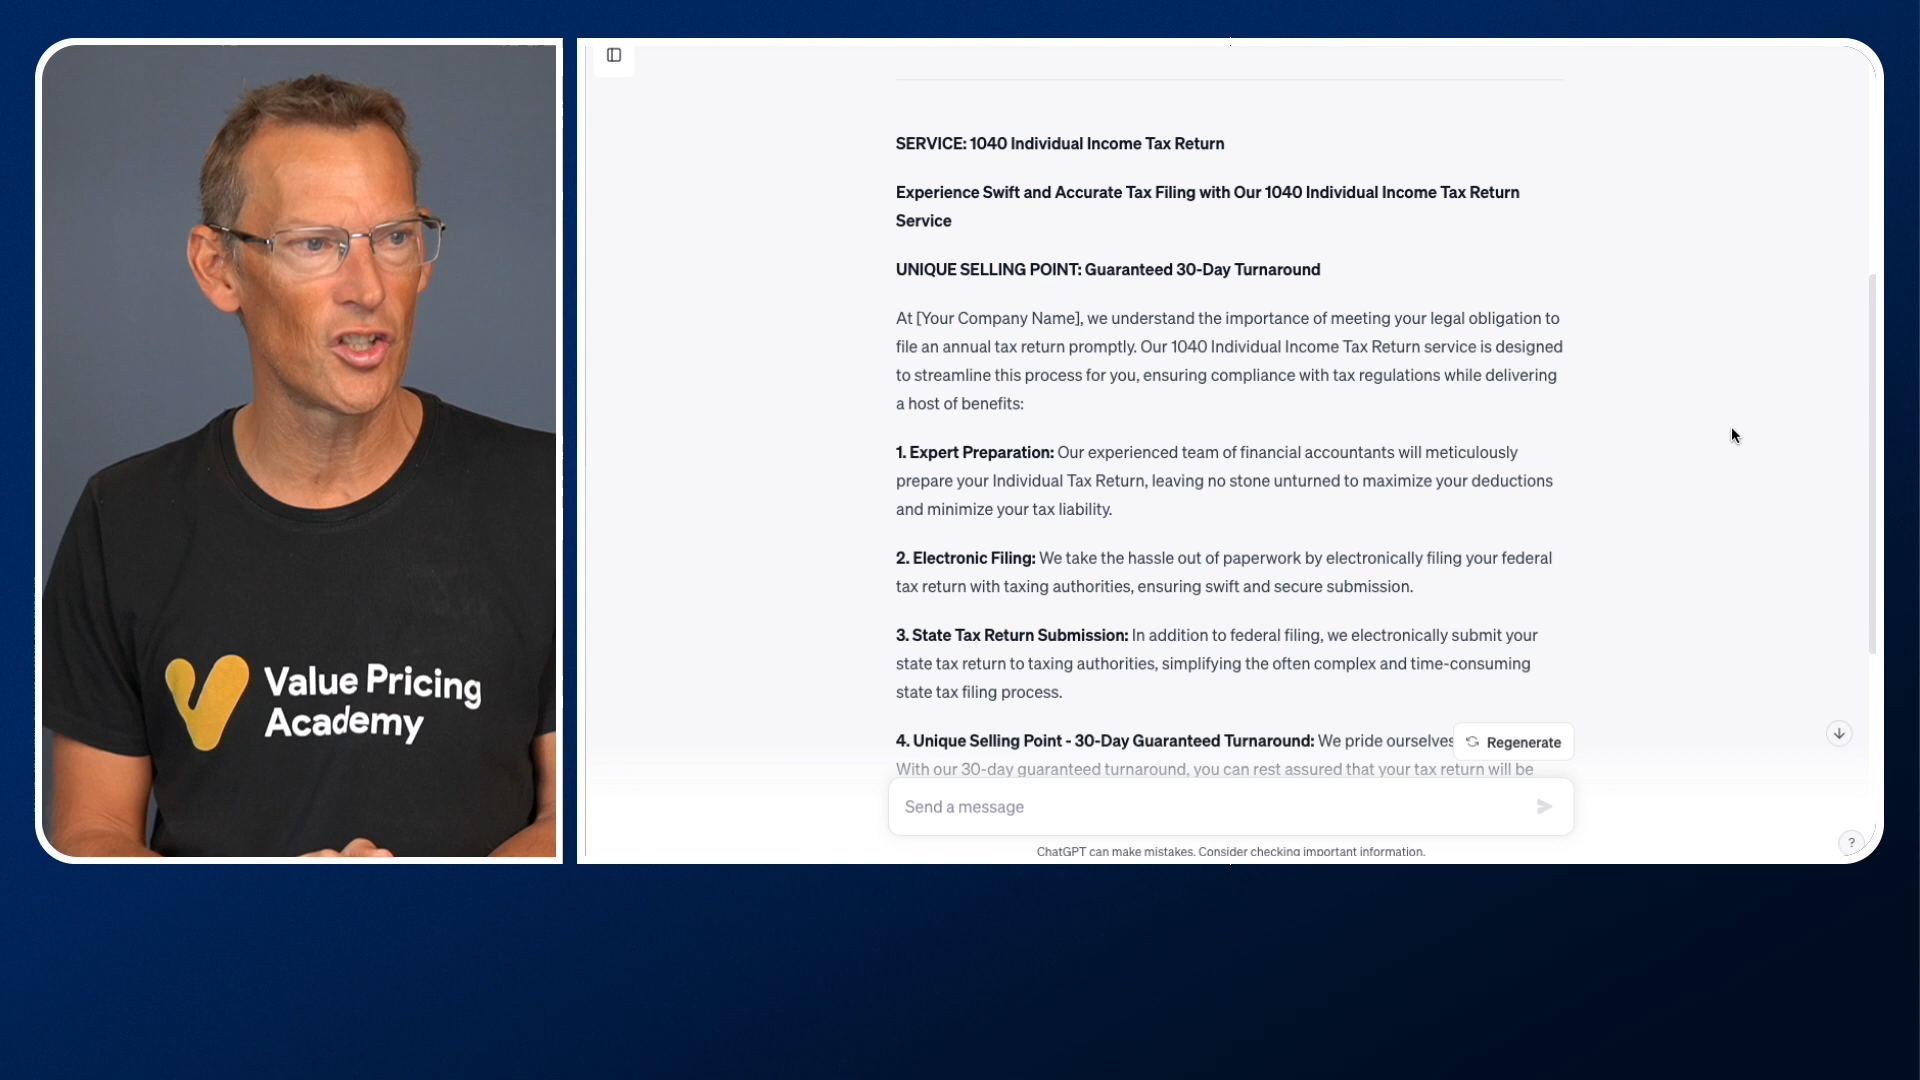 Value Pricing
Academy
SERVICE: 1040 Individual Income Tax Return
Experience Swift and Accurate Tax Filing with Our 1040 Individual Income Tax Return
Service
UNIQUE SELLING POINT: Guaranteed 30-Day Turnaround
At [Your Company Name], we understand the importance of meeting your legal obligation to
file an annual tax return promptly. Our 1040 Individual Income Tax Return service is designed
to streamline this process for you, ensuring compliance with tax regulations while delivering
a host of benefits:
1. Expert Preparation: Our experienced team of financial accountants will meticulously
prepare your Individual Tax Return, leaving no stone unturned to maximize your deductions
and minimize your tax liability.
2. Electronic Filing: We take the hassle out of paperwork by electronically filing your federal
tax return with taxing authorities, ensuring swift and secure submission.
3. State Tax Return Submission: In addition to federal filing, we electronically submit your
state tax return to taxing authorities, simplifying the often complex and time-consuming
state tax filing process.
4. Unique Selling Point - 30-Day Guaranteed Turnaround: We pride ourselves
Regenerate
With our 30-day guaranteed turnaround, you can rest assured that your tax return will be
Send a message
ChatGPT can make mistakes. Consider checking important information.
?